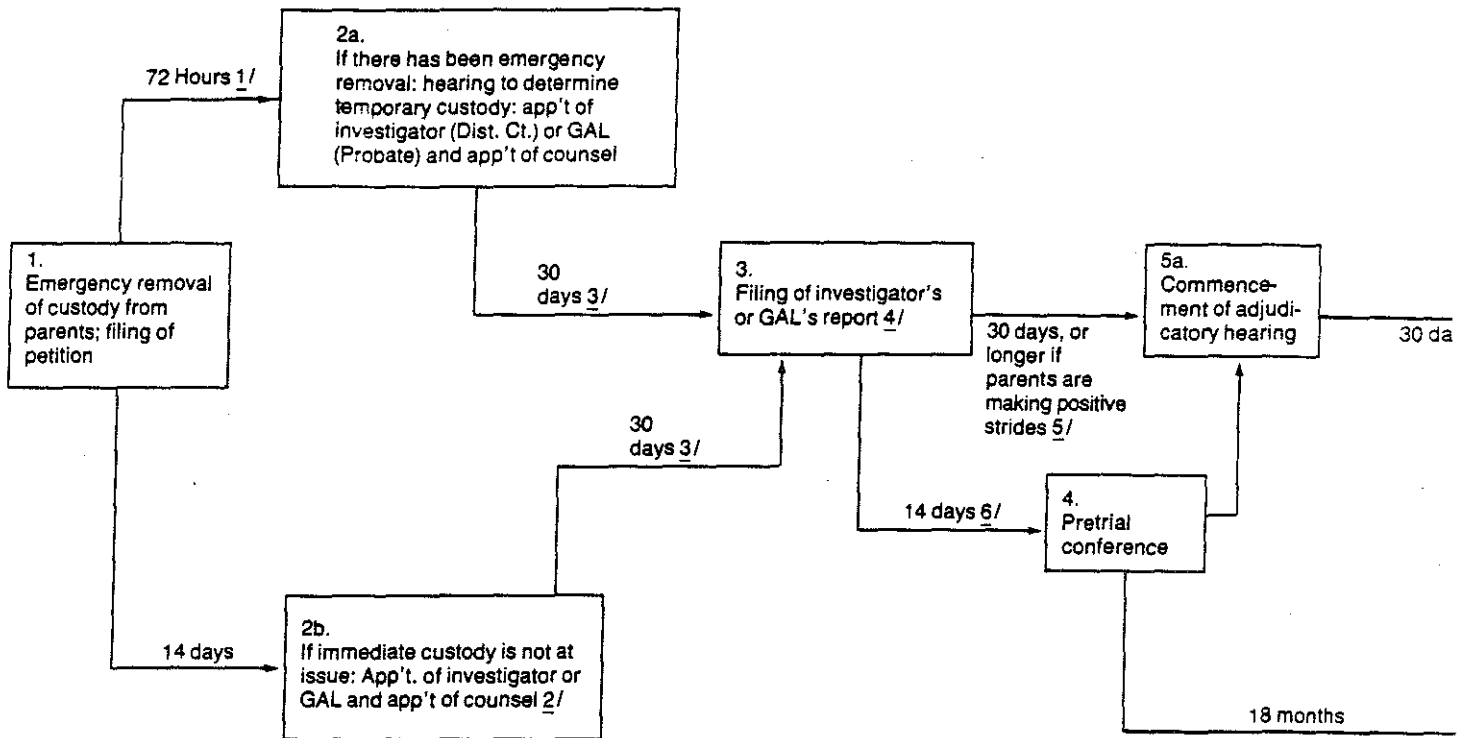 2a.
If there has been emergency
removal: hearing to determine
temporary custody: app't of
investigator (Dist. Ct.) or GAL
(Probate) and app't of counsel
72 Hours 1/
1.
Emergency removal
of custody from
parents; filing of
petition
30
days 3/
3.
Filing of investigator's
or GAL's report 4/
30 days, or
longer if
parents are
making positive
strides 5/
5a.
Commence-
ment of adjudi-
catory hearing
30 da
30
days 3/
14 days 6/
4.
Pretrial
conference
14 days
2b.
If immediate custody is not at
issue: App't. of investigator or
GAL and app't of counsel 2/
18 months